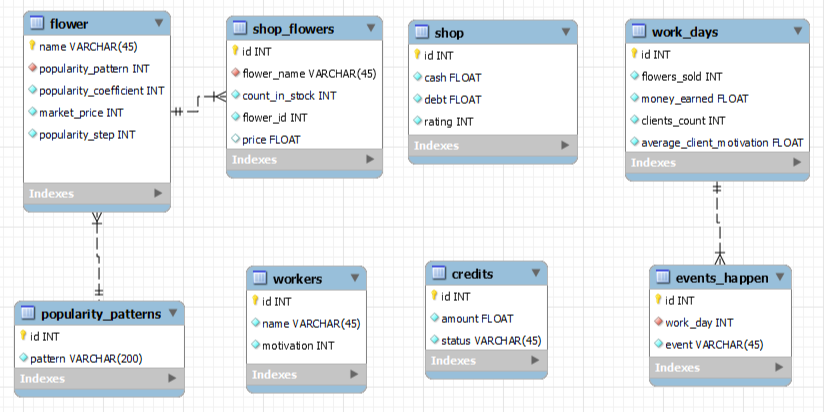 flower
name VARCHAR(45)
popularity_pattern INT
popularity_coefficient INT
market_price INT
popularity_step INT
Indexes
shop_flowers
id INT
flower_name VARCHAR(45)
count_in_stock INT
flower_id INT
price FLOAT
Indexes
shop
id INT
cash FLOAT
debt FLOAT
rating INT
Indexes
work_days
id INT
flowers_sold INT
money_earned FLOAT
clients_count INT
average_client_motivation FLOAT
Indexes
popularity_patterns
id INT
pattern VARCHAR(200)
Indexes
workers
id INT
name VARCHAR(45)
motivation INT
Indexes
credits
id INT
amount FLOAT
status VARCHAR(45)
Indexes
events_happen
id INT
work_day INT
event VARCHAR(45)
Indexes